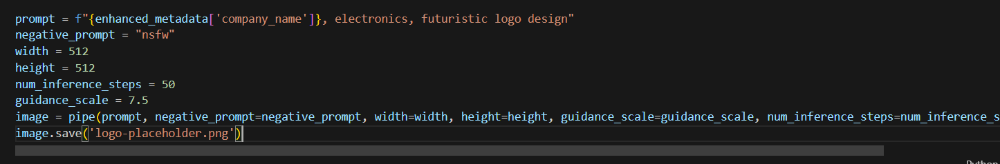 prompt = f"{enhanced_metadata['company_name']}, electronics, futuristic logo design"
negative_prompt = "nsfw"
width = 512
height = 512
num_inference_steps = 50
guidance_scale = 7.5
image = pipe(prompt, negative_prompt=negative_prompt, width=width, height=height, guidance_scale=guidance_scale, num_inference_steps=num_inference_s
image.save('logo-placeholder.png')
Python